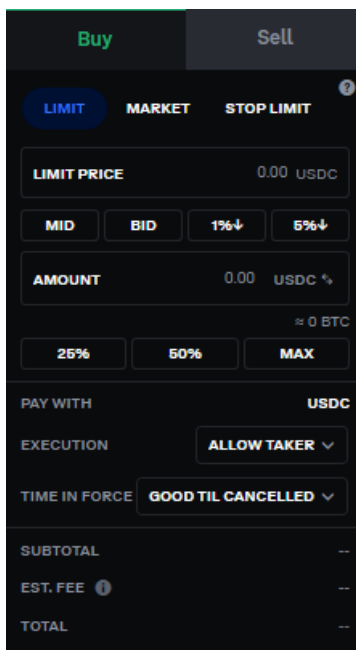 Buy Sell
?
LIMIT MARKET STOP LIMIT
LIMIT PRICE 0.00 USDC
MID BID 1%↓ 5%↓
AMOUNT 0.00 USDC
≈ 0 BTC
25% 50% MAX
PAY WITH USDC
EXECUTION ALLOW TAKER
TIME IN FORCE GOOD TIL CANCELLED
SUBTOTAL --
EST. FEE i --
TOTAL --